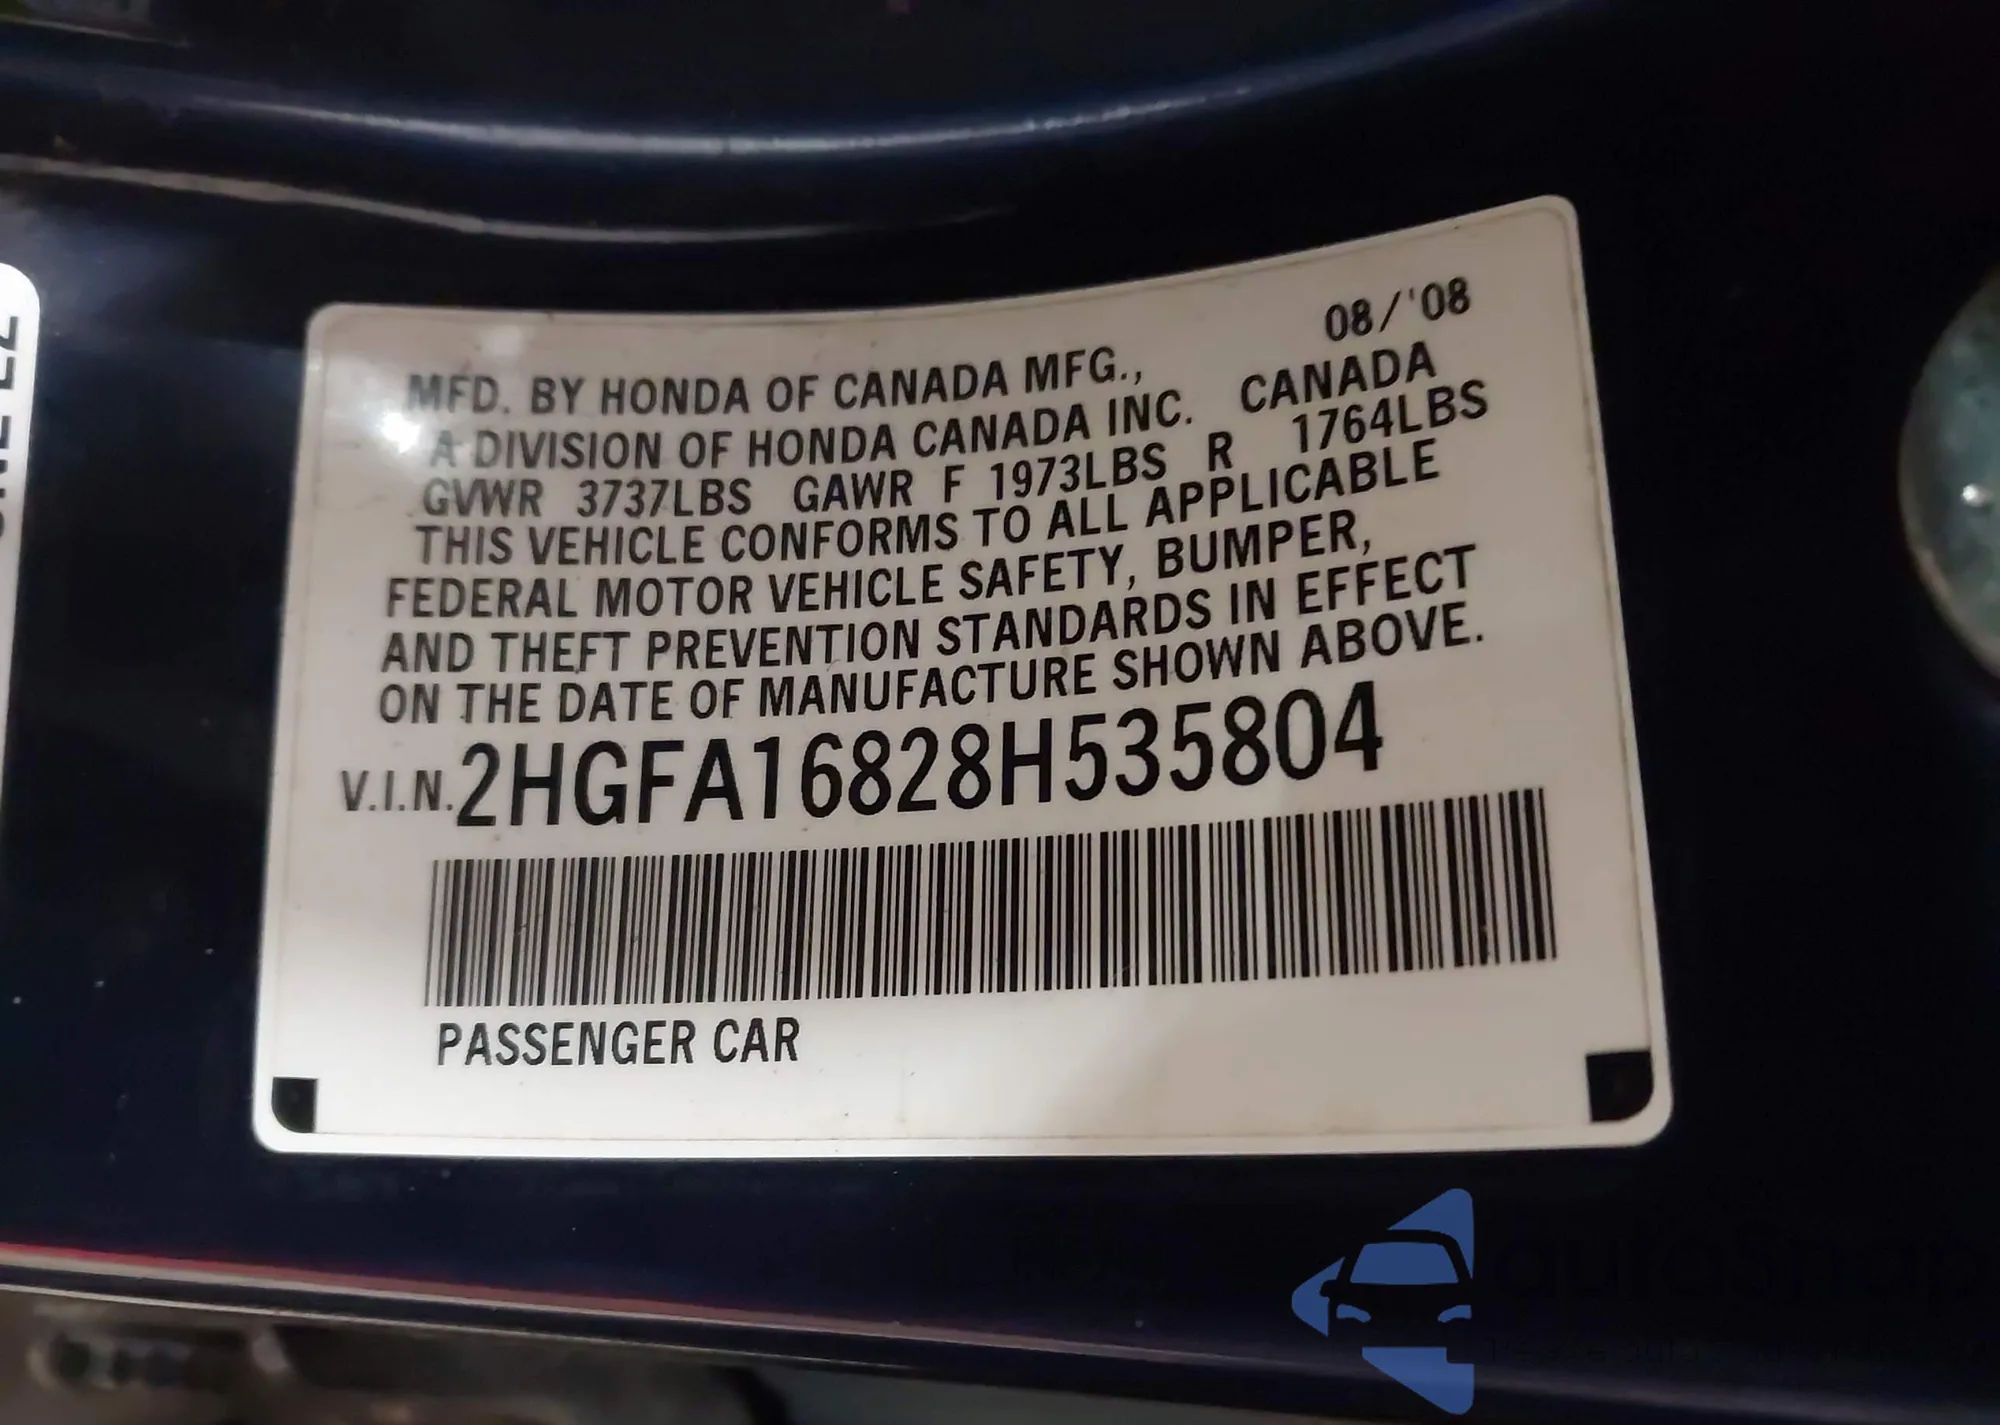 08/'08
MFD. BY HONDA OF CANADA MFG.,
A DIVISION OF HONDA CANADA INC. CANADA
GVWR 3737LBS GAWR F 1973LBS R 1764LBS
THIS VEHICLE CONFORMS TO ALL APPLICABLE
FEDERAL MOTOR VEHICLE SAFETY, BUMPER,
AND THEFT PREVENTION STANDARDS IN EFFECT
ON THE DATE OF MANUFACTURE SHOWN ABOVE.
V.I.N. 2HGFA16828H535804
PASSENGER CAR